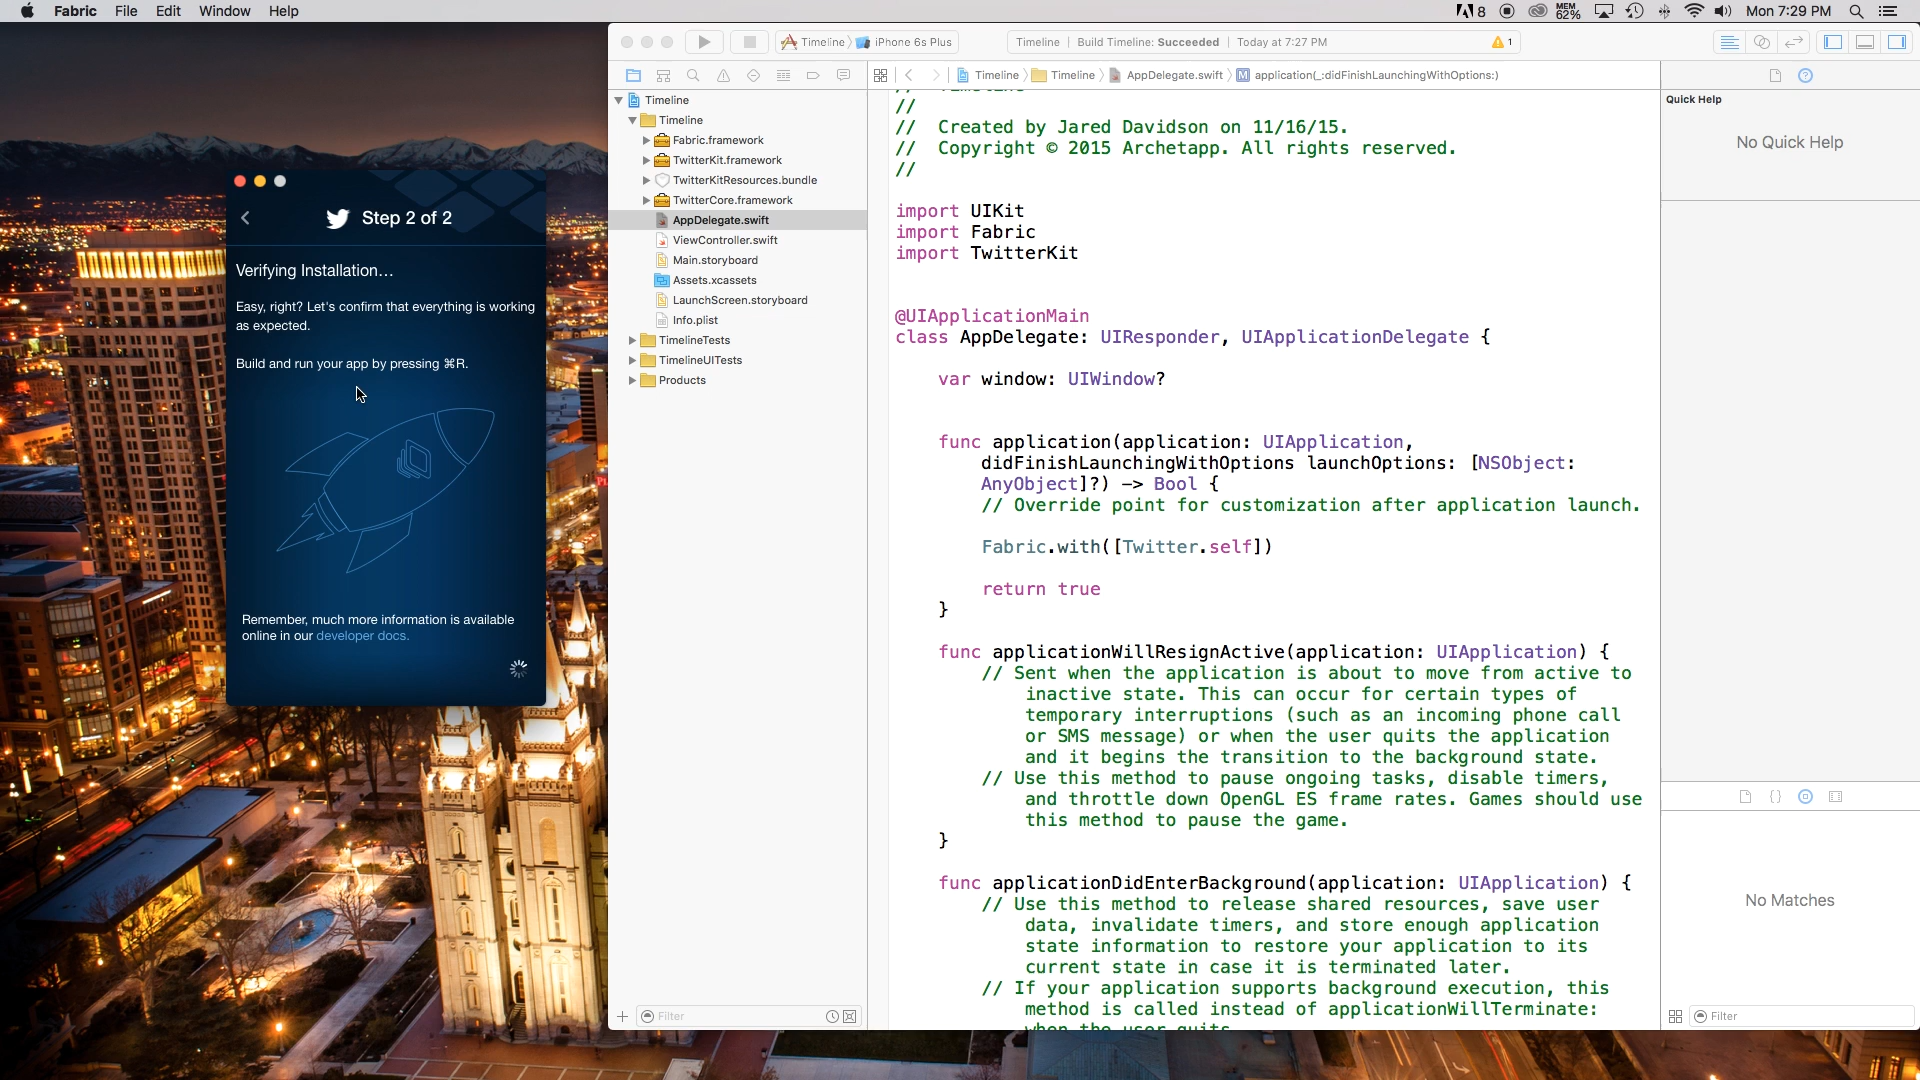 Fabric File Edit Window Help
8 MEM 62% Mon 7:29 PM
Timeline iPhone 6s Plus
Timeline | Build Timeline: Succeeded | Today at 7:27 PM
1
Timeline Timeline AppDelegate.swift M application(_:didFinishLaunchingWithOptions:)
Step 2 of 2
Verifying Installation...
Easy, right? Let's confirm that everything is working
as expected.
Build and run your app by pressing ⌘R.
Remember, much more information is available
online in our developer docs.
Timeline
Timeline
Fabric.framework
TwitterKit.framework
TwitterKitResources.bundle
TwitterCore.framework
AppDelegate.swift
ViewController.swift
Main.storyboard
Assets.xcassets
LaunchScreen.storyboard
Info.plist
TimelineTests
TimelineUITests
Products
Filter
//
// Created by Jared Davidson on 11/16/15.
// Copyright © 2015 Archetapp. All rights reserved.
//
import UIKit
import Fabric
import TwitterKit
@UIApplicationMain
class AppDelegate: UIResponder, UIApplicationDelegate {
var window: UIWindow?
func application(application: UIApplication,
didFinishLaunchingWithOptions launchOptions: [NSObject:
AnyObject]?) -> Bool {
// Override point for customization after application launch.
Fabric.with([Twitter.self])
return true
}
func applicationWillResignActive(application: UIApplication) {
// Sent when the application is about to move from active to
inactive state. This can occur for certain types of
temporary interruptions (such as an incoming phone call
or SMS message) or when the user quits the application
and it begins the transition to the background state.
// Use this method to pause ongoing tasks, disable timers,
and throttle down OpenGL ES frame rates. Games should use
this method to pause the game.
}
func applicationDidEnterBackground(application: UIApplication) {
// Use this method to release shared resources, save user
data, invalidate timers, and store enough application
state information to restore your application to its
current state in case it is terminated later.
// If your application supports background execution, this
method is called instead of applicationWillTerminate:
when the user quits.
Quick Help
No Quick Help
No Matches
Filter